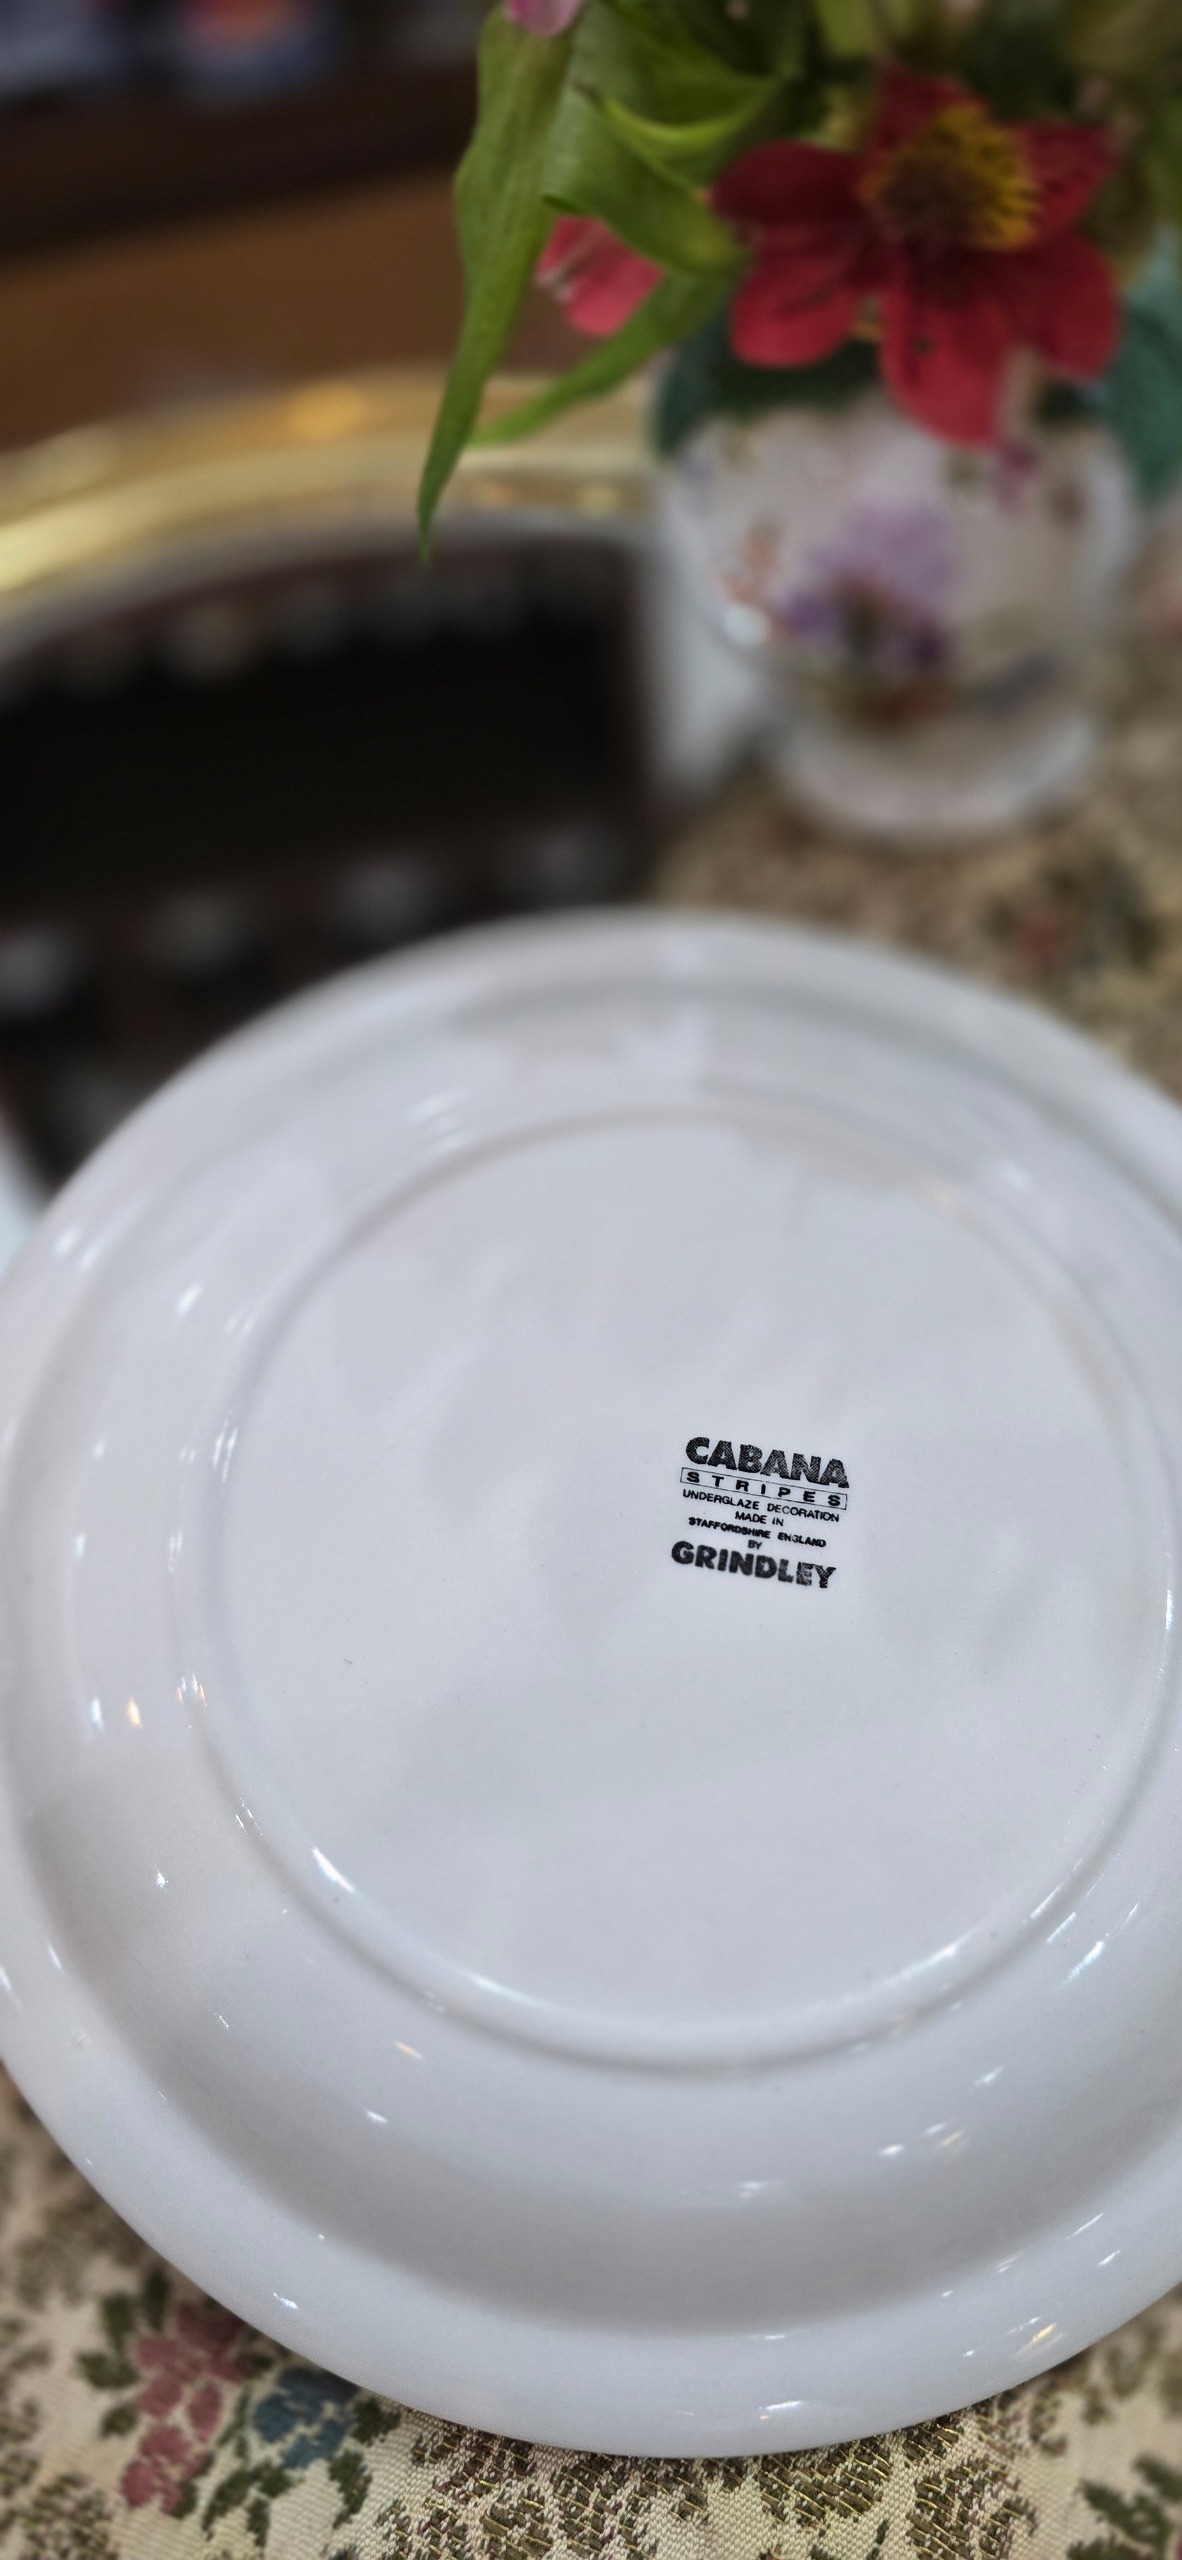 CABANA
STRIPES
UNDERGLAZE DECORATION
MADE IN
STAFFORDSHIRE ENGLAND
BY
GRINDLEY